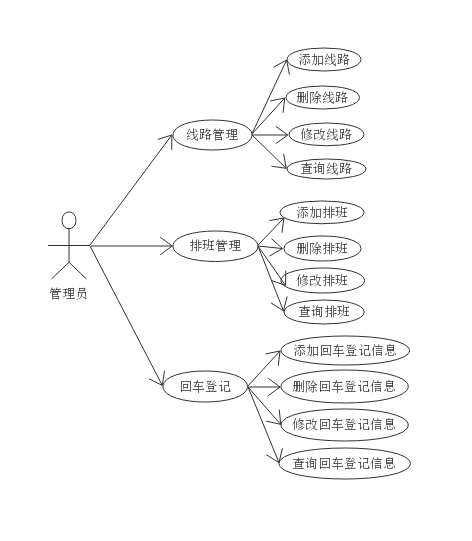 添加线路
删除线路
线路管理
修改线路
查询线路
添加排班
排班管理
删除排班
修改排班
管理员
查询排班
添加回车登记信息
回车登记
删除回车登记信息
修改回车登记信息
查询回车登记信息